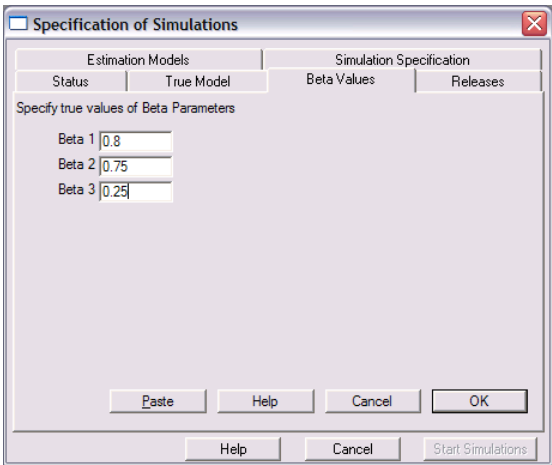 Specification of Simulations
Estimation Models Simulation Specification
Status True Model Beta Values Releases
Specify true values of Beta Parameters
Beta 1 0.8
Beta 2 0.75
Beta 3 0.25
Paste Help Cancel OK
Help Cancel Start Simulations